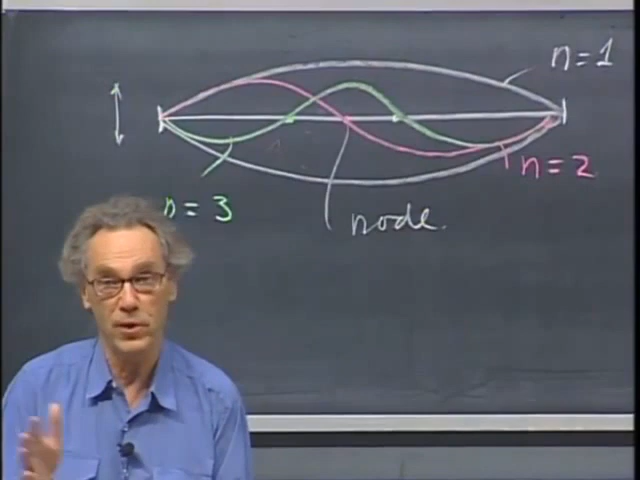 n=1
n=2
n = 3
node.